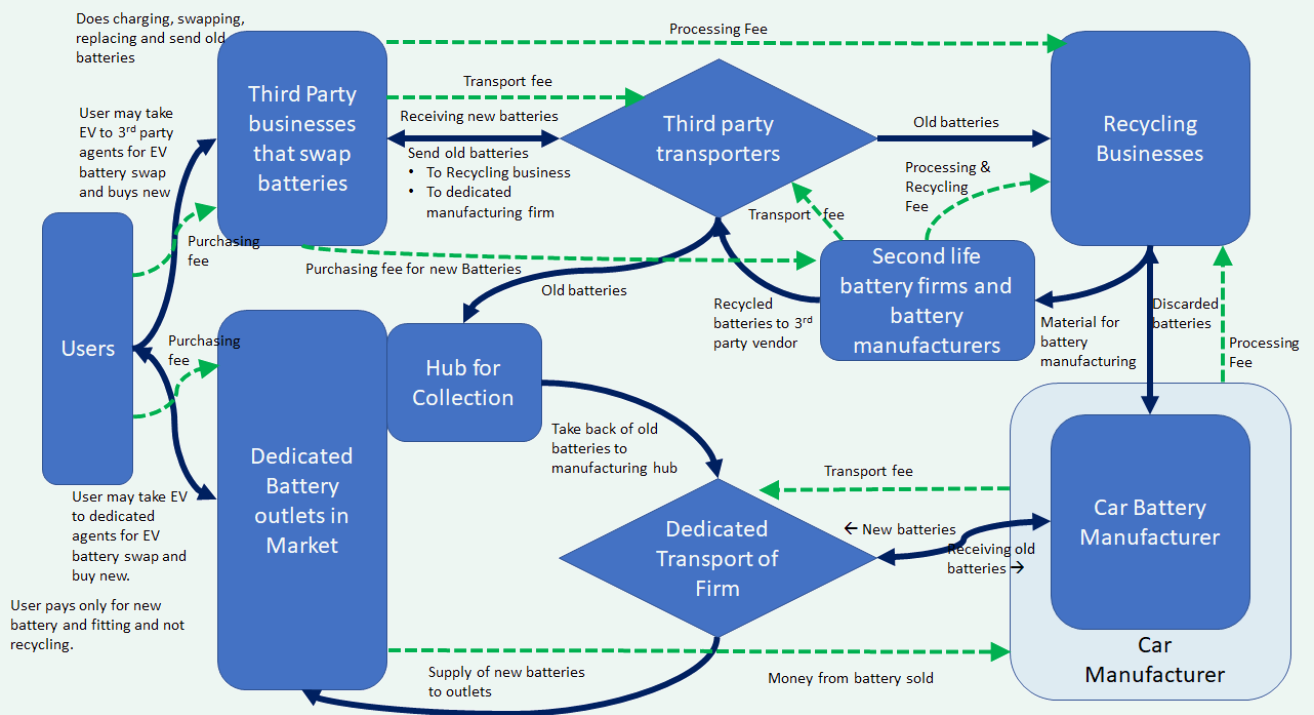 Does charging, swapping,
replacing and send old
batteries
Processing Fee
Third Party
businesses
that swap
batteries
Transport fee
Receiving new batteries
Send old batteries
• To Recycling business
• To dedicated
manufacturing firm
Third party
transporters
Old batteries
Recycling
Businesses
User may take
EV to 3rd party
agents for EV
battery swap
and buys new
Processing &
Recycling
Fee
Transport fee
Purchasing
fee
Purchasing fee for new Batteries
Old batteries
Second life
battery firms and
battery
manufacturers
Recycled
batteries to 3rd
party vendor
Material for
battery
manufacturing
Discarded
batteries
Processing
Fee
Users
Purchasing
fee
Hub for
Collection
Take back of old
batteries to
manufacturing hub
Dedicated
Battery
outlets in
Market
Transport fee
Dedicated
Transport of
Firm
← New batteries
Receiving old
batteries →
Car Battery
Manufacturer
Car
Manufacturer
User may take EV
to dedicated
agents for EV
battery swap and
buy new.
User pays only for new
battery and fitting and not
recycling.
Supply of new batteries
to outlets
Money from battery sold